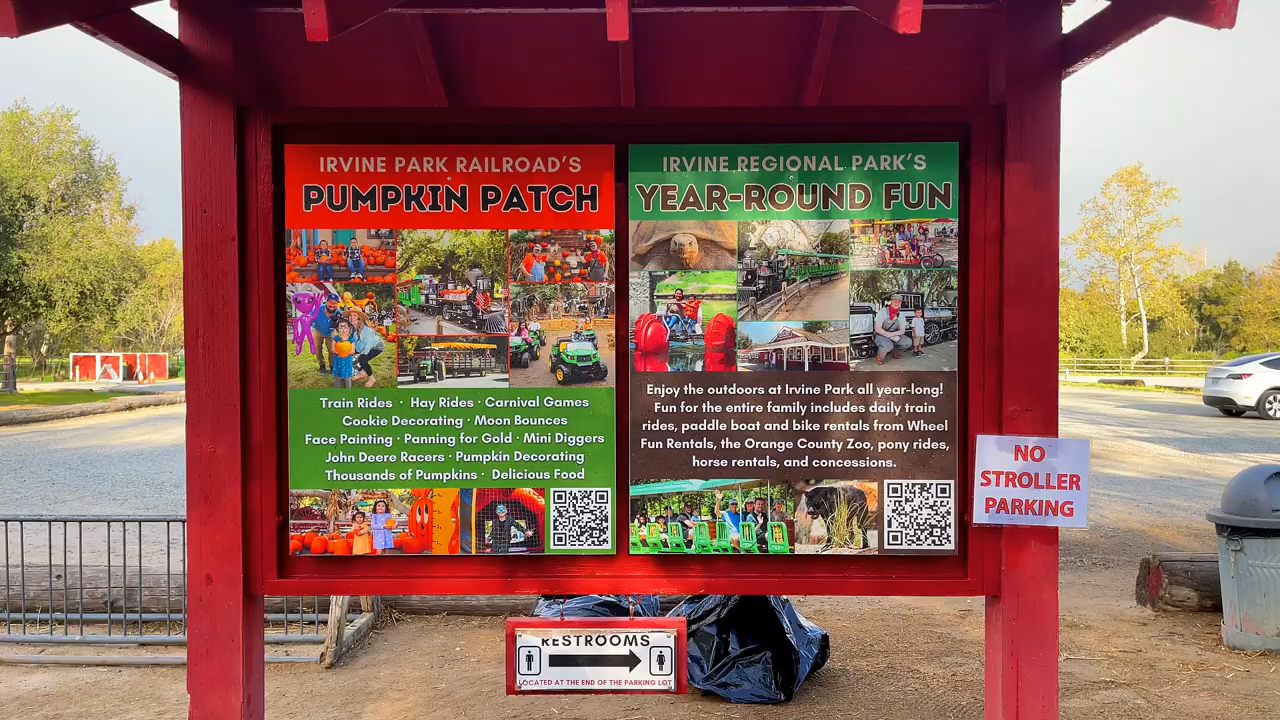 IRVINE PARK RAILROAD'S
PUMPKIN PATCH
Train Rides · Hay Rides · Carnival Games
Cookie Decorating · Moon Bounces
Face Painting · Panning for Gold · Mini Diggers
John Deere Racers · Pumpkin Decorating
Thousands of Pumpkins · Delicious Food
IRVINE REGIONAL PARK'S
YEAR-ROUND FUN
Enjoy the outdoors at Irvine Park all year-long!
Fun for the entire family includes daily train
rides, paddle boat and bike rentals from Wheel
Fun Rentals, the Orange County Zoo, pony rides,
horse rentals, and concessions.
NO
STROLLER
PARKING
RESTROOMS
LOCATED AT THE END OF THE PARKING LOT